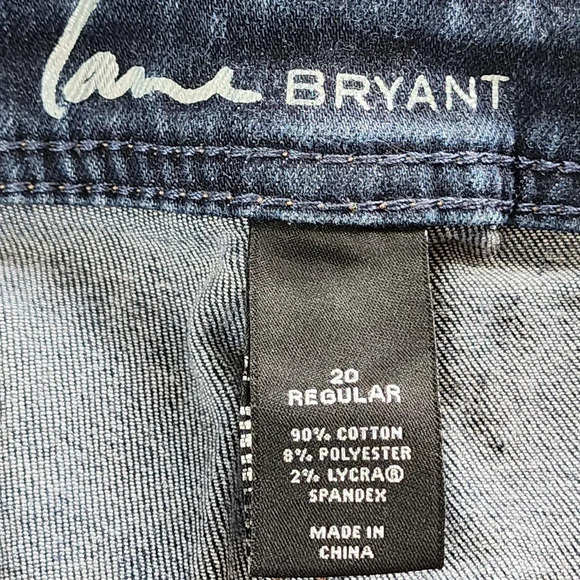 Lane BRYANT
20
REGULAR
90% COTTON
8% POLYESTER
2% LYCRA®
SPANDEX
MADE IN
CHINA